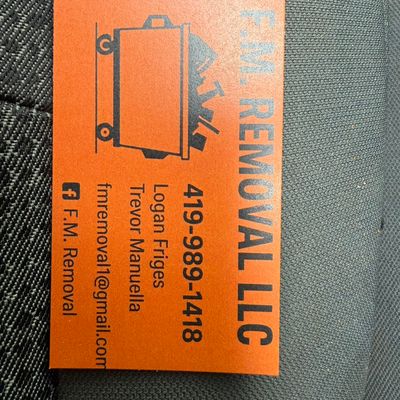 F.M. REMOVAL LLC
419-989-1418
Logan Friges
Trevor Manuella
fmremoval1@gmail.com
F.M. Removal